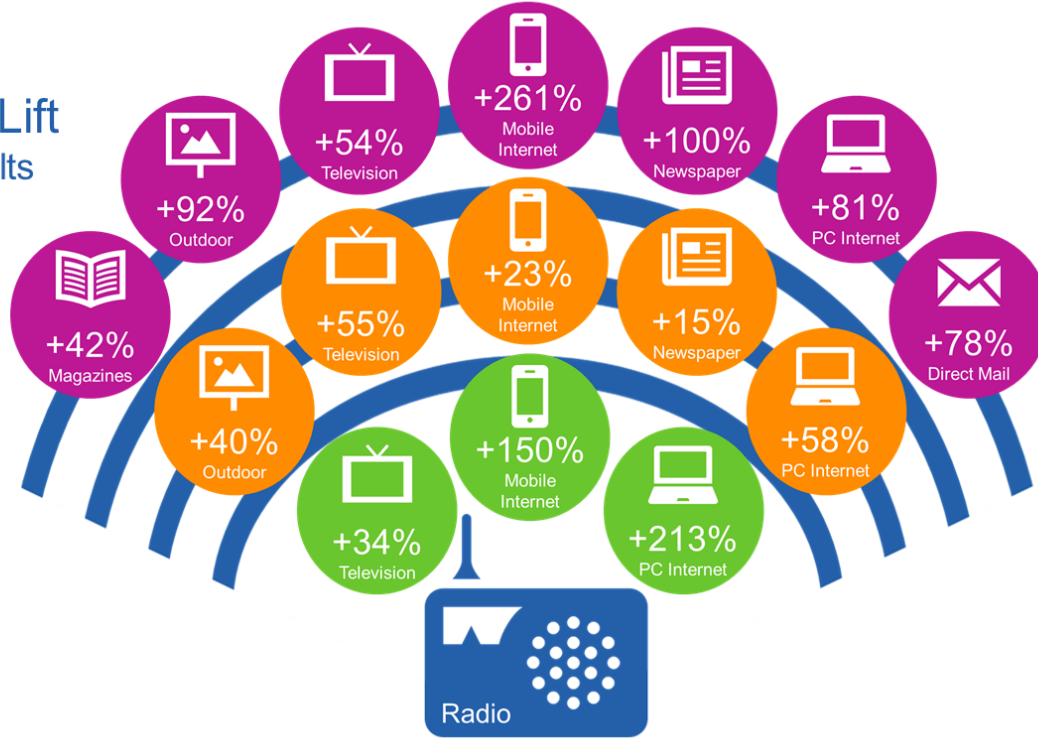 Lift
lts
+261%
Mobile
Internet
+54%
Television
+100%
Newspaper
+92%
Outdoor
+81%
PC Internet
+42%
Magazines
+78%
Direct Mail
+23%
Mobile
Internet
+55%
Television
+15%
Newspaper
+40%
Outdoor
+58%
PC Internet
+150%
Mobile
Internet
+34%
Television
+213%
PC Internet
Radio